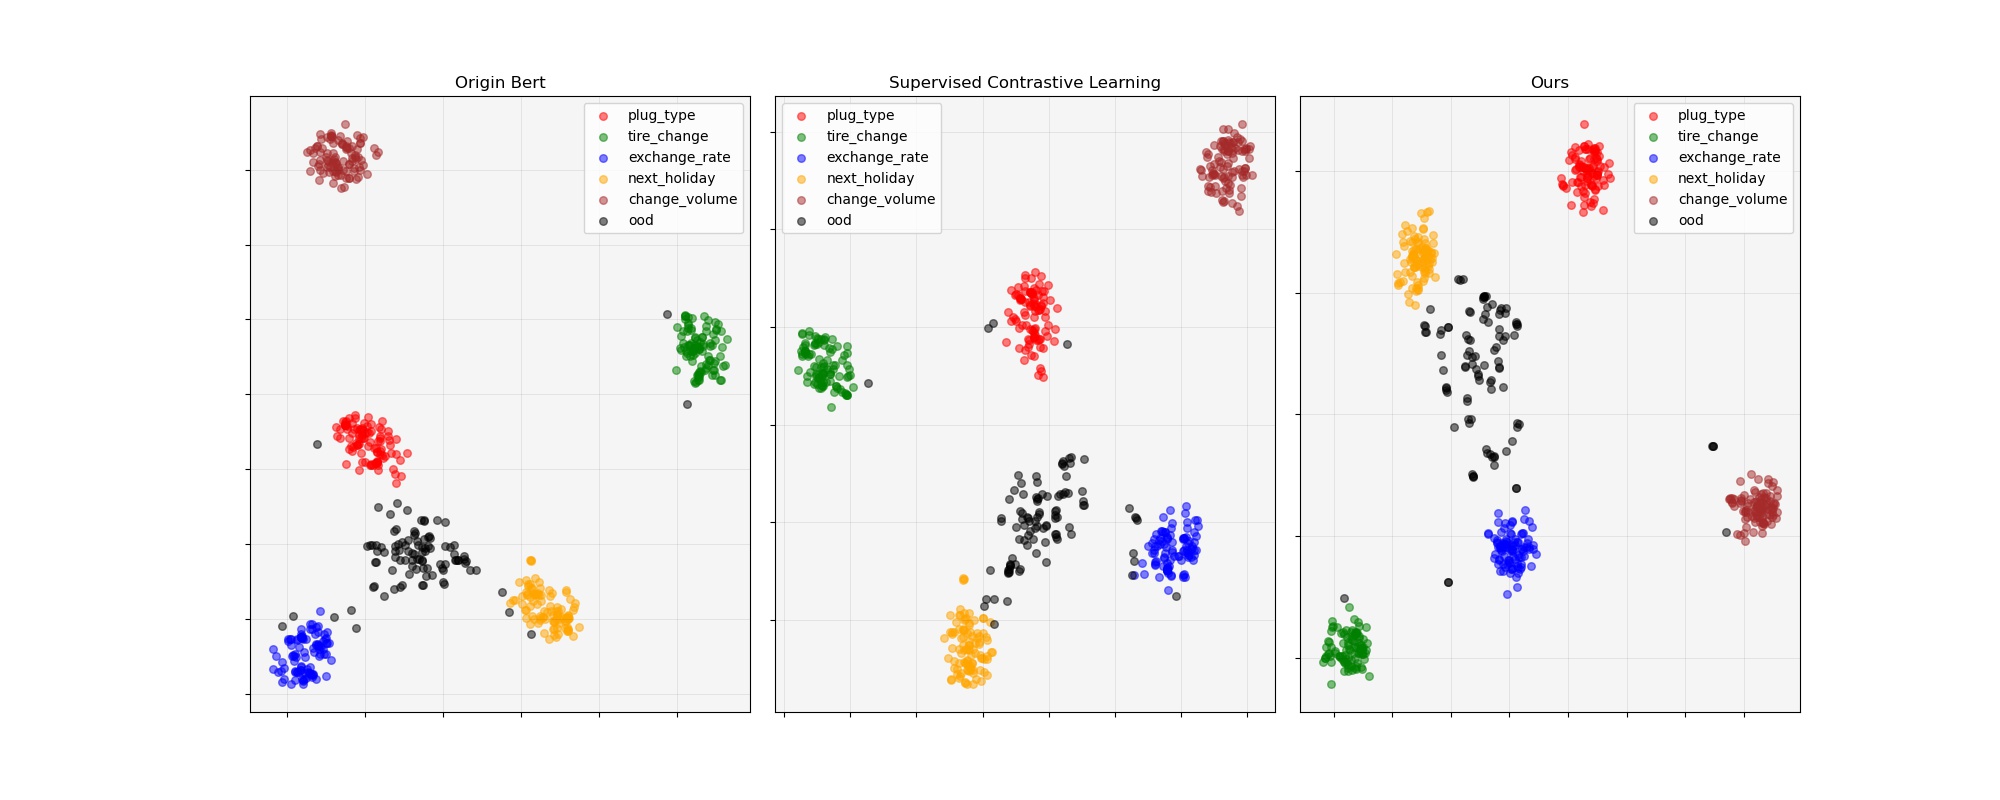 Origin Bert
plug_type
tire_change
exchange_rate
next_holiday
change_volume
ood
Supervised Contrastive Learning
plug_type
tire_change
exchange_rate
next_holiday
change_volume
ood
Ours
plug_type
tire_change
exchange_rate
next_holiday
change_volume
ood